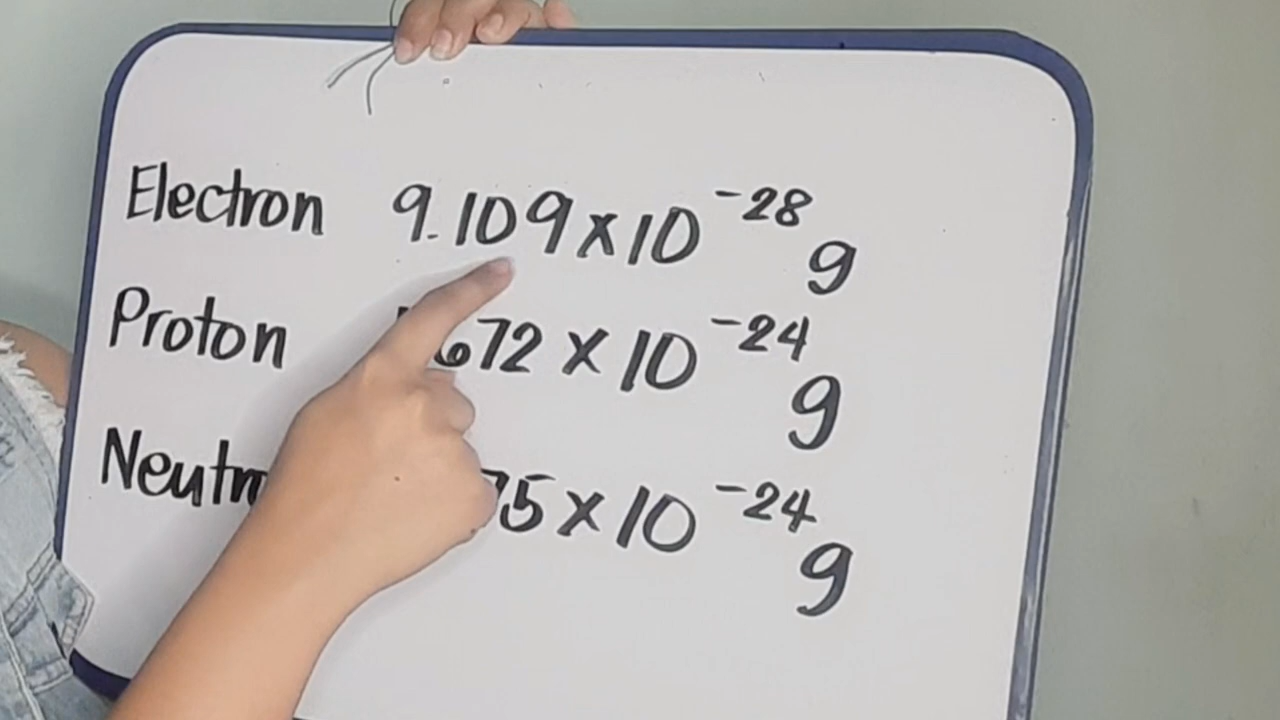 Electron 9.109 x 10⁻²⁸ g
Proton 672 x 10⁻²⁴ g
75 x 10⁻²⁴ g